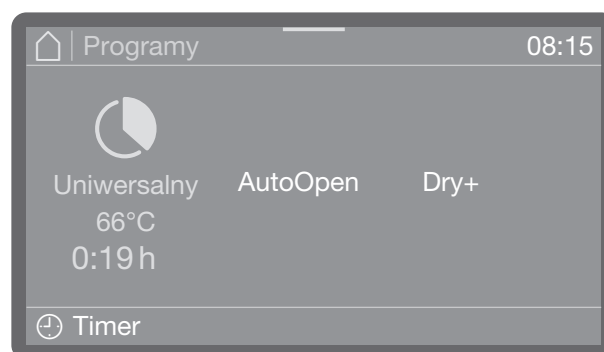 Programy 08:15
Uniwersalny AutoOpen Dry+
66°C
0:19 h
Timer